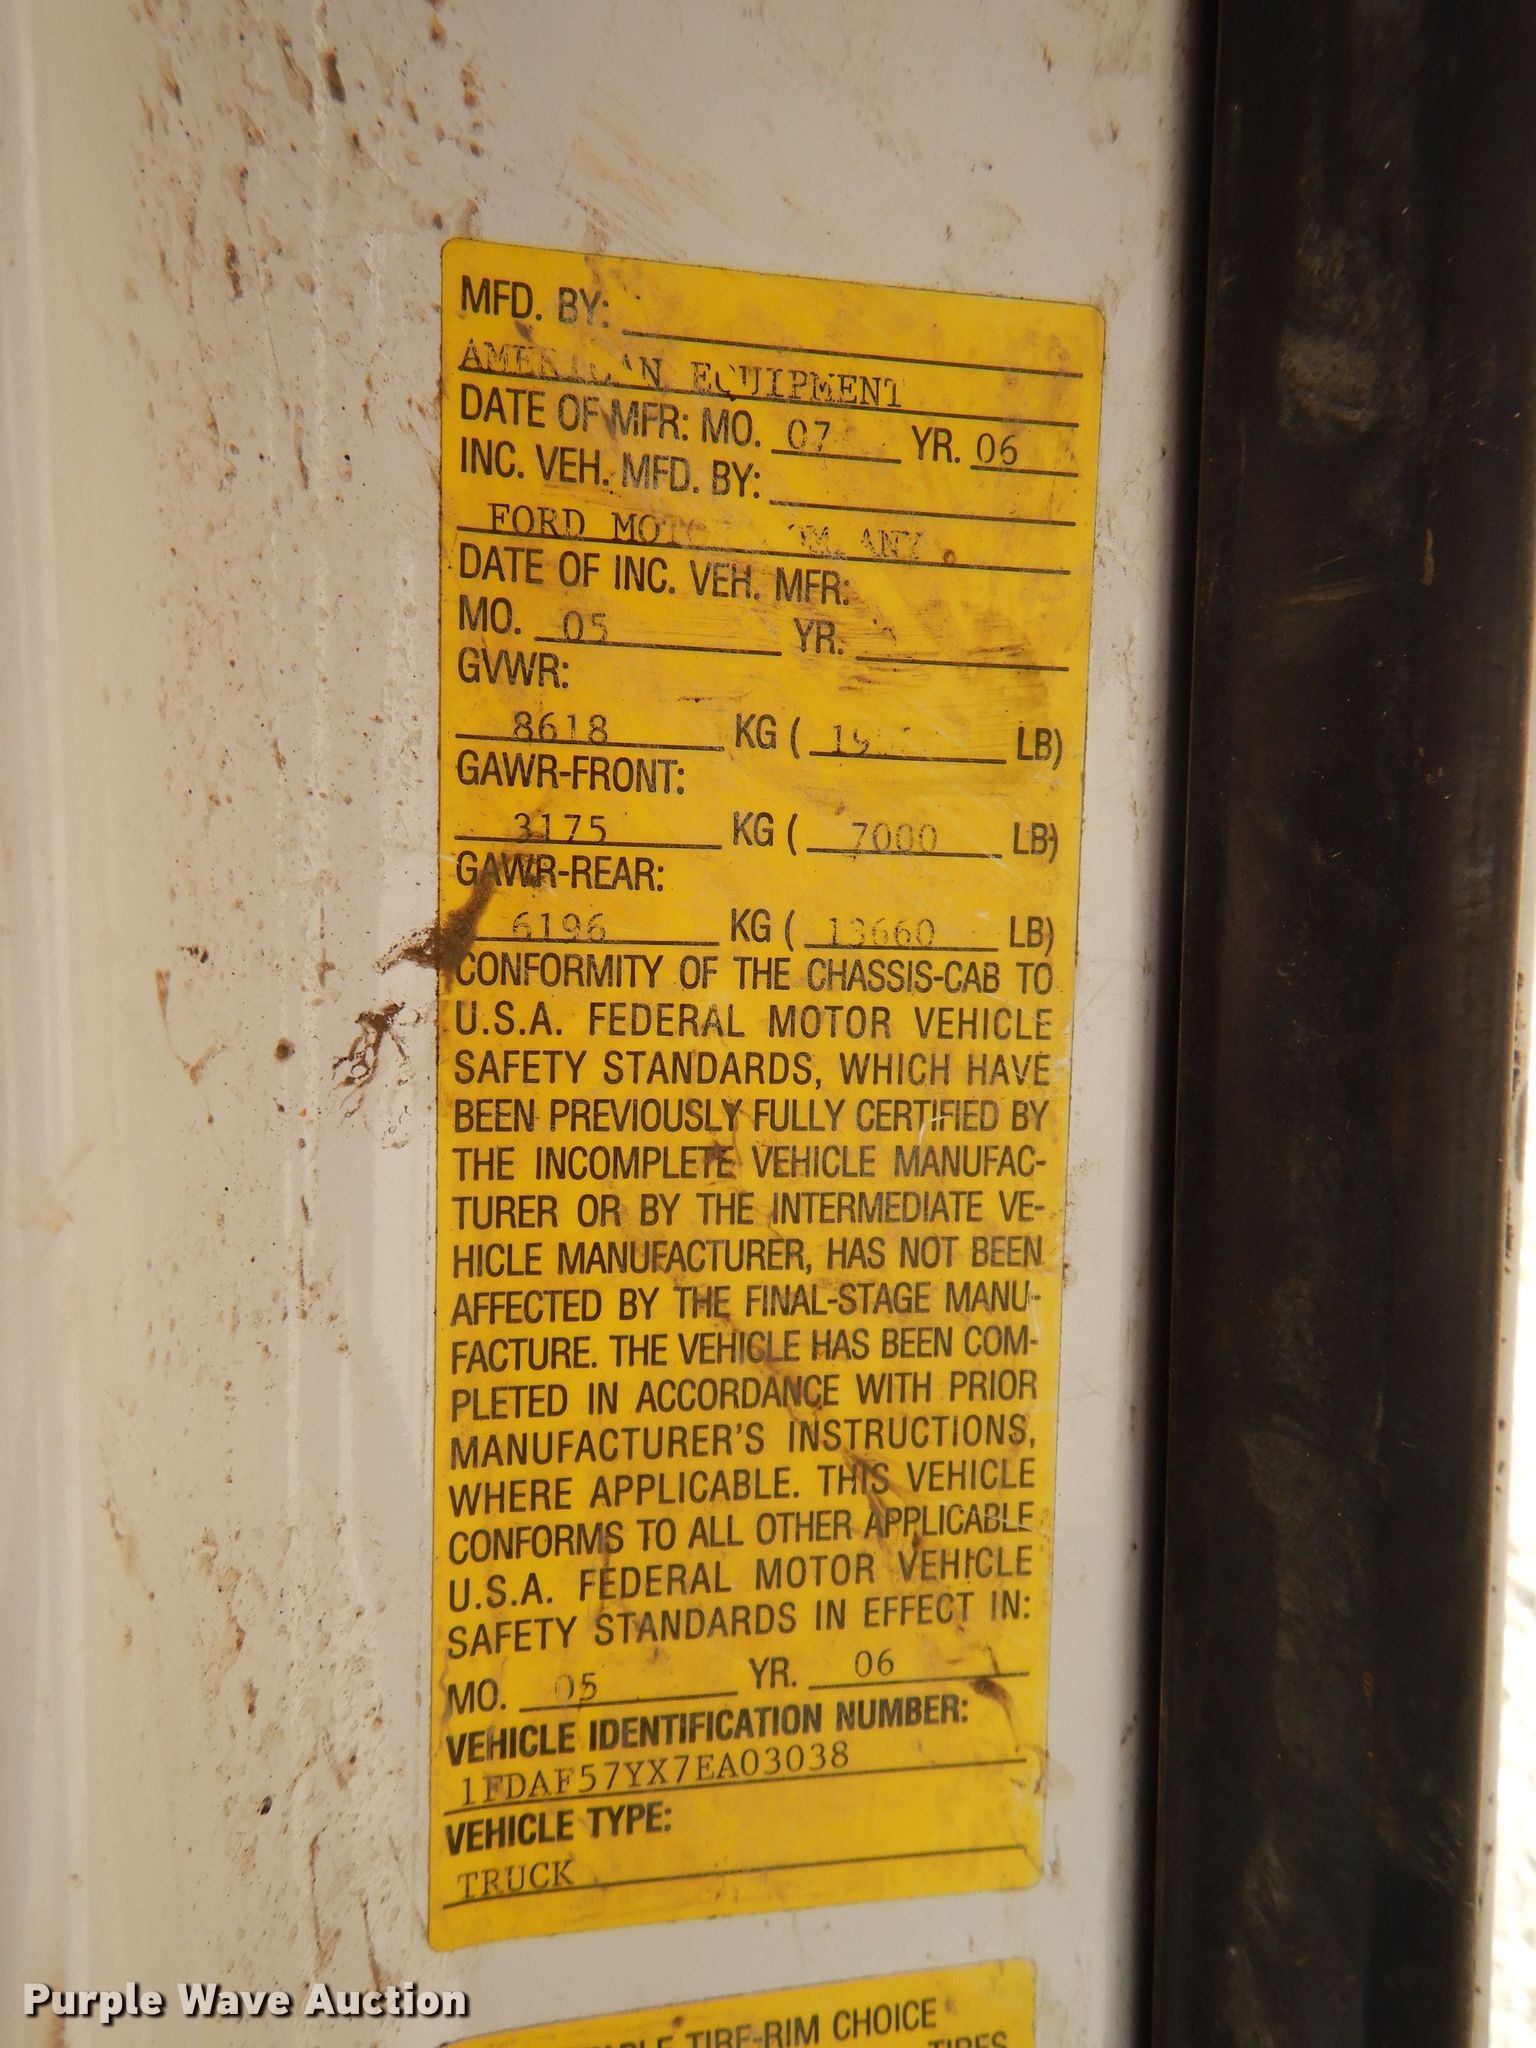 MFD. BY:
AMERICAN EQUIPMENT
DATE OF MFR: MO. 07 YR. 06
INC. VEH. MFD. BY:
FORD MOTOR
DATE OF INC. VEH. MFR:
MO. 05 YR.
GVWR:
8618 KG ( LB)
GAWR-FRONT:
3175 KG ( 7000 LB)
GAWR-REAR:
6196 KG ( 13660 LB)
CONFORMITY OF THE CHASSIS-CAB TO
U.S.A. FEDERAL MOTOR VEHICLE
SAFETY STANDARDS, WHICH HAVE
BEEN PREVIOUSLY FULLY CERTIFIED BY
THE INCOMPLETE VEHICLE MANUFAC-
TURER OR BY THE INTERMEDIATE VE-
HICLE MANUFACTURER, HAS NOT BEEN
AFFECTED BY THE FINAL-STAGE MANU-
FACTURE. THE VEHICLE HAS BEEN COM-
PLETED IN ACCORDANCE WITH PRIOR
MANUFACTURER'S INSTRUCTIONS,
WHERE APPLICABLE. THIS VEHICLE
CONFORMS TO ALL OTHER APPLICABLE
U.S.A. FEDERAL MOTOR VEHICLE
SAFETY STANDARDS IN EFFECT IN:
MO. 05 YR. 06
VEHICLE IDENTIFICATION NUMBER:
1FDAF57YX7EA03038
VEHICLE TYPE:
TRUCK
Purple Wave Auction
TIRE-RIM CHOICE
TIRES